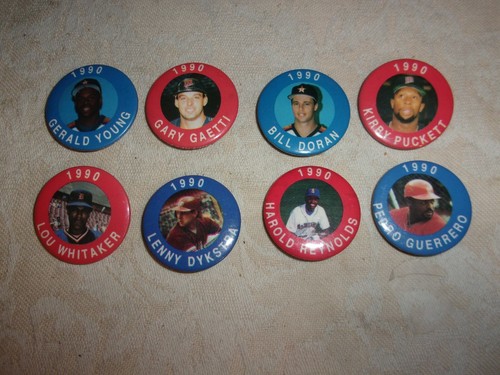 1990
GERALD YOUNG
1990
GARY GAETTI
1990
BILL DORAN
1990
KIRBY PUCKETT
1990
LOU WHITAKER
1990
LENNY DYKSTRA
1990
HAROLD REYNOLDS
1990
PEDRO GUERRERO